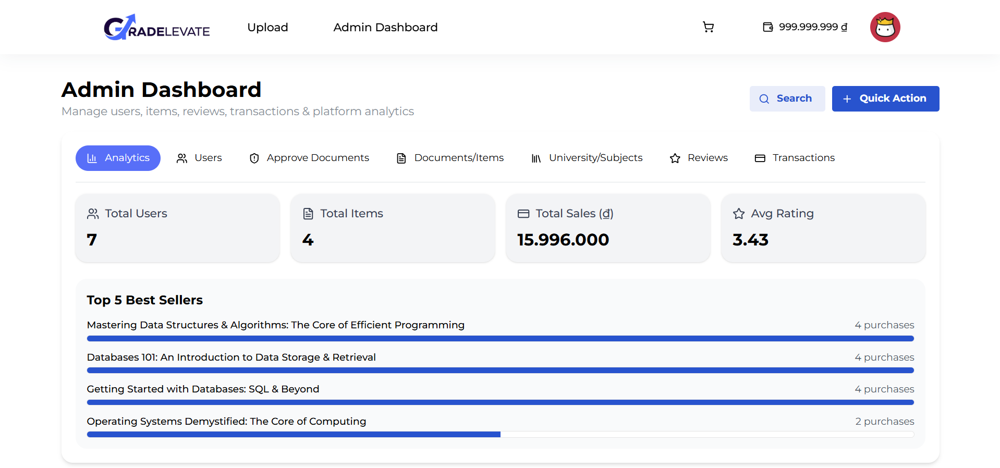 GRADELEVATE
Upload
Admin Dashboard
999.999.999 ₫
Admin Dashboard
Manage users, items, reviews, transactions & platform analytics
Search
+ Quick Action
Analytics
Users
Approve Documents
Documents/Items
University/Subjects
Reviews
Transactions
Total Users
7
Total Items
4
Total Sales (₫)
15.996.000
Avg Rating
3.43
Top 5 Best Sellers
Mastering Data Structures & Algorithms: The Core of Efficient Programming 4 purchases
Databases 101: An Introduction to Data Storage & Retrieval 4 purchases
Getting Started with Databases: SQL & Beyond 4 purchases
Operating Systems Demystified: The Core of Computing 2 purchases